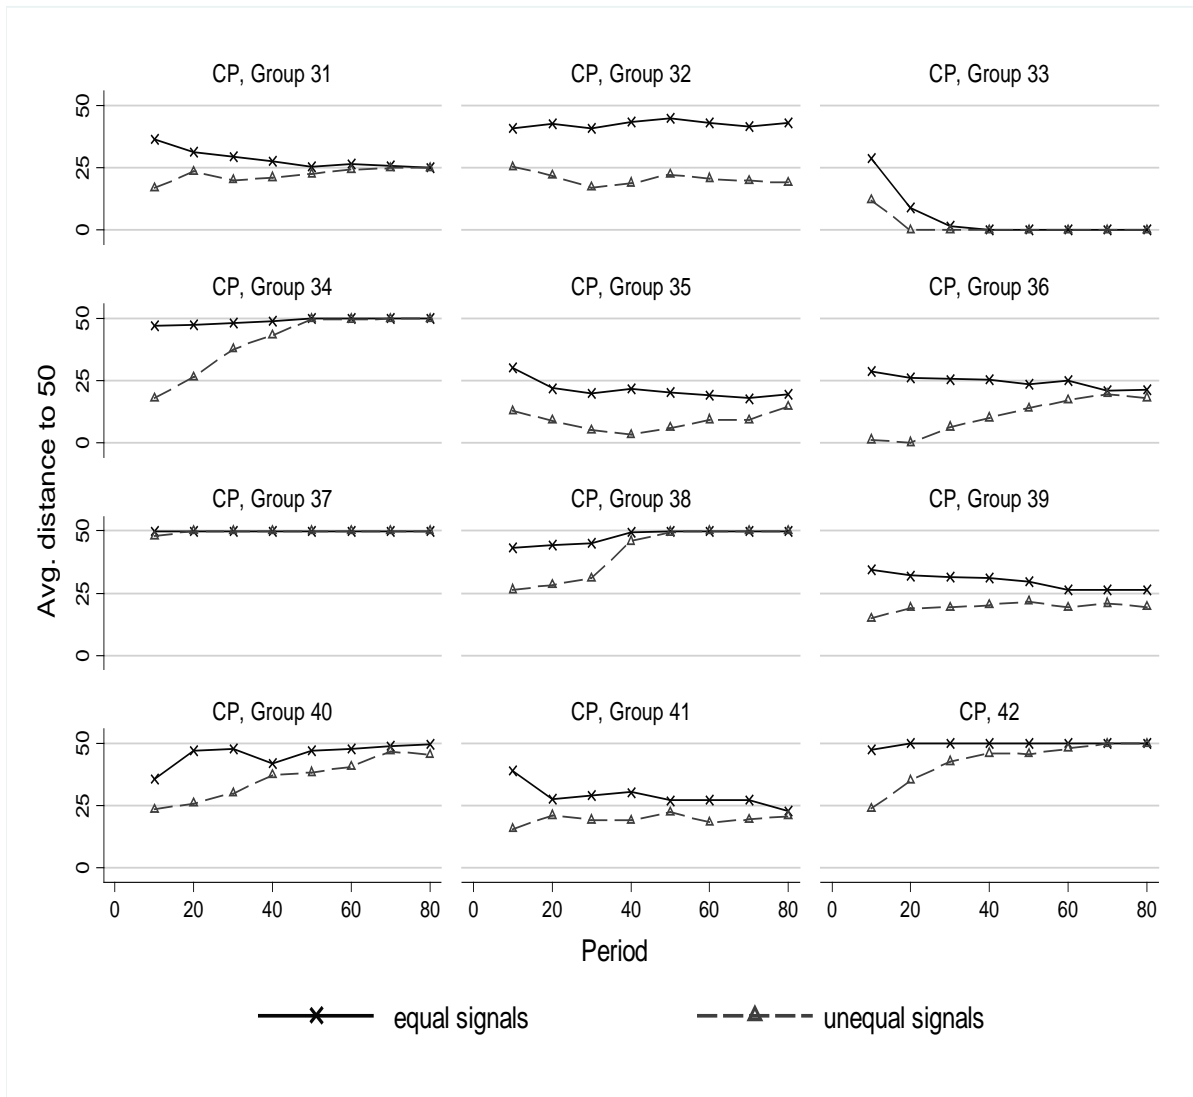 CP, Group 31 CP, Group 32 CP, Group 33
50
25
0
CP, Group 34 CP, Group 35 CP, Group 36
50
25
0
CP, Group 37 CP, Group 38 CP, Group 39
50
25
0
CP, Group 40 CP, Group 41 CP, 42
50
25
0
Avg. distance to 50
0 20 40 60 80 0 20 40 60 80 0 20 40 60 80
Period
equal signals unequal signals